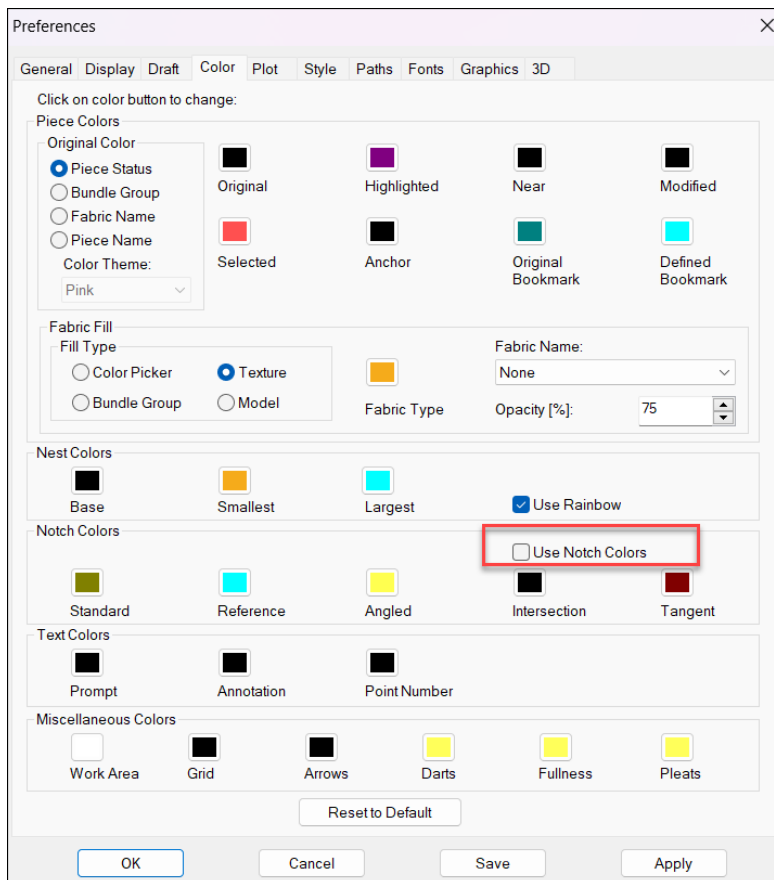 Preferences
General Display Draft Color Plot Style Paths Fonts Graphics 3D
Click on color button to change:
Piece Colors
Original Color
Piece Status
Bundle Group
Fabric Name
Piece Name
Color Theme:
Pink
Original Highlighted Near Modified
Selected Anchor Original Bookmark Defined Bookmark
Fabric Fill
Fill Type
Color Picker Texture
Bundle Group Model
Fabric Type
Fabric Name:
None
Opacity [%]: 75
Nest Colors
Base Smallest Largest Use Rainbow
Notch Colors
Use Notch Colors
Standard Reference Angled Intersection Tangent
Text Colors
Prompt Annotation Point Number
Miscellaneous Colors
Work Area Grid Arrows Darts Fullness Pleats
Reset to Default
OK Cancel Save Apply